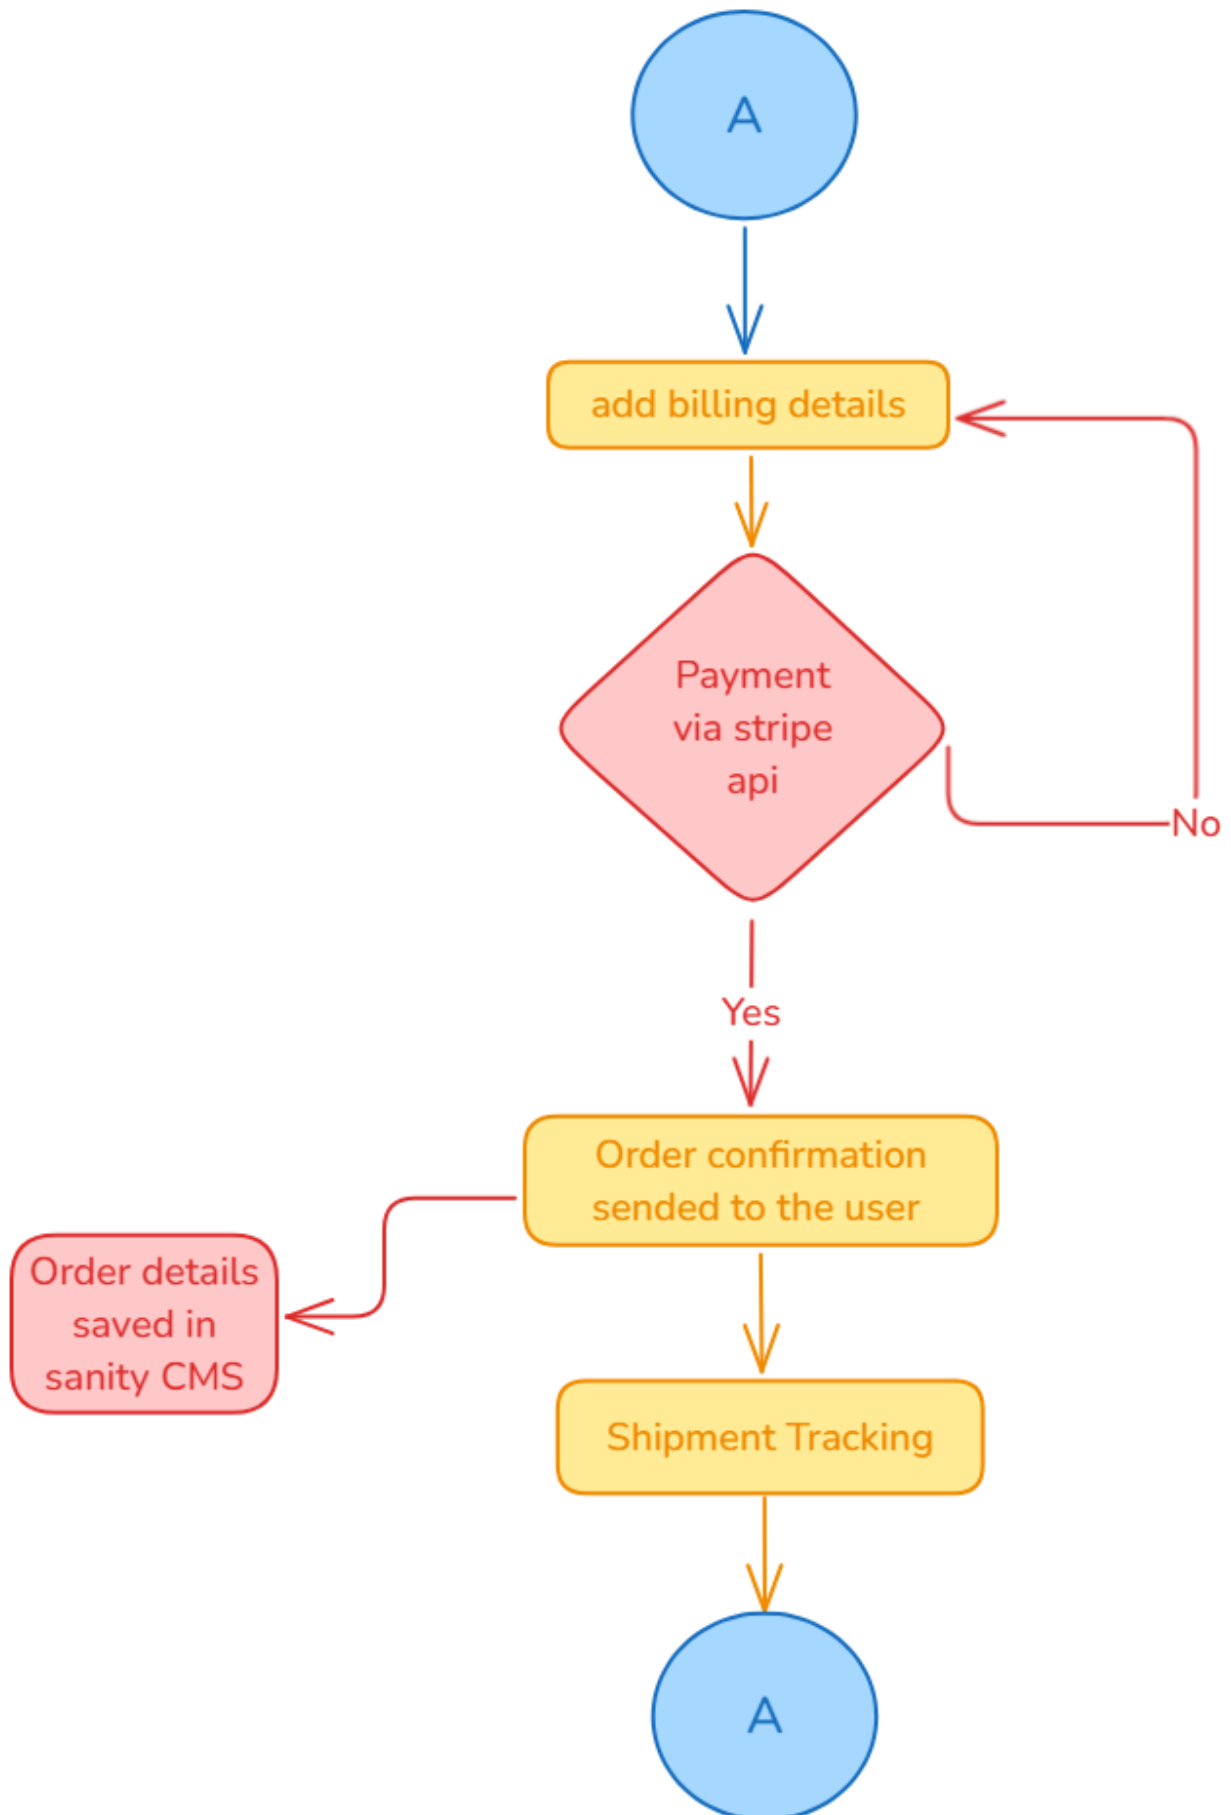 A
add billing details
Payment
via stripe
api
No
Yes
Order confirmation
sended to the user
Order details
saved in
sanity CMS
Shipment Tracking
A